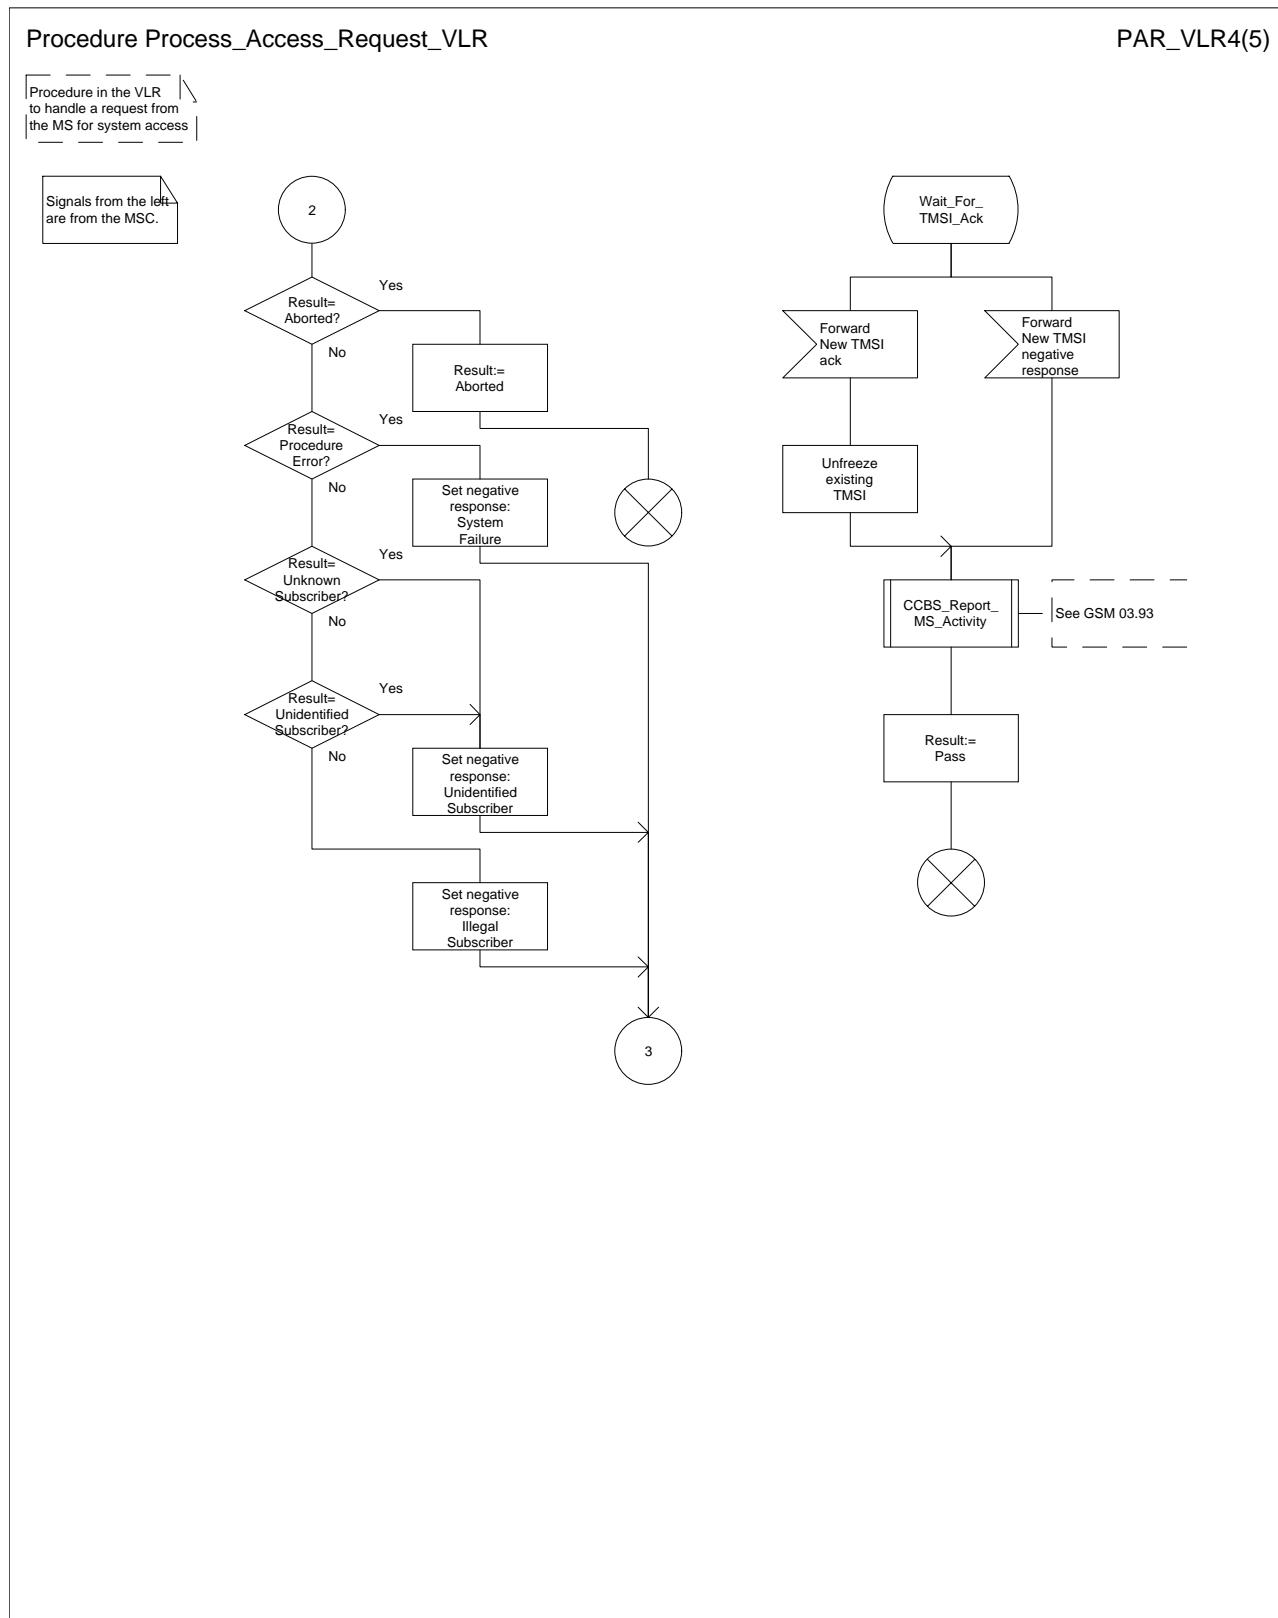 Procedure Process_Access_Request_VLR
PAR_VLR4(5)
Procedure in the VLR
to handle a request from
the MS for system access
Signals from the left
are from the MSC.
2
Result=
Aborted?
Yes
No
Result:=
Aborted
Result=
Procedure
Error?
Yes
No
Set negative
response:
System
Failure
Result=
Unknown
Subscriber?
Yes
No
Result=
Unidentified
Subscriber?
Yes
No
Set negative
response:
Unidentified
Subscriber
Set negative
response:
Illegal
Subscriber
3
Wait_For_
TMSI_Ack
Forward
New TMSI
ack
Forward
New TMSI
negative
response
Unfreeze
existing
TMSI
CCBS_Report_
MS_Activity
See GSM 03.93
Result:=
Pass